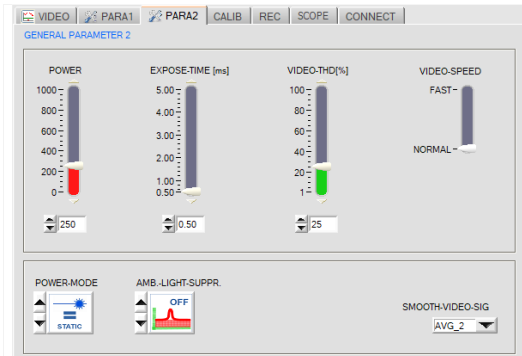 VIDEO PARA1 PARA2 CALIB REC SCOPE CONNECT
GENERAL PARAMETER 2
POWER EXPOSE-TIME [ms] VIDEO-THD[%] VIDEO-SPEED
1000 5.00 100 FAST
800 4.00 80
600 60
400 3.00 40 NORMAL
200 2.00 20
0 1.00 1
0.50
250 0.50 25
POWER-MODE AMB.-LIGHT-SUPPR.
OFF
STATIC
SMOOTH-VIDEO-SIG
AVG_2